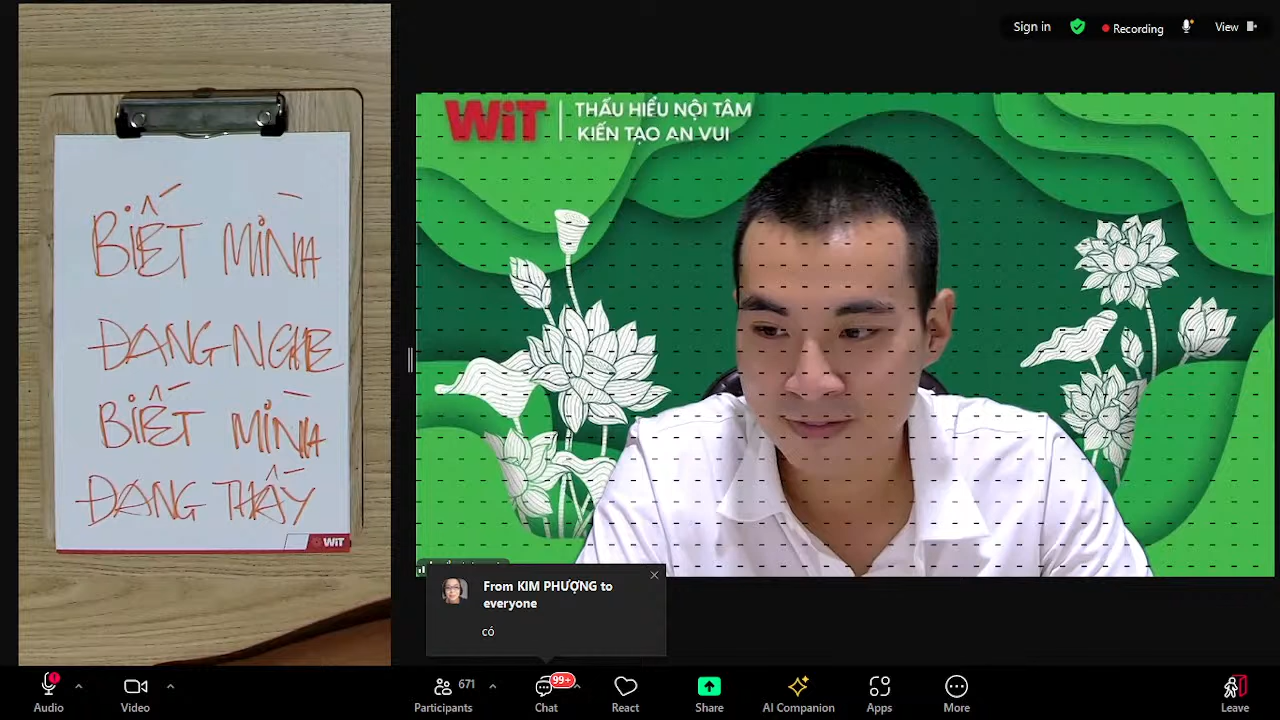 Sign in
Recording
View
WiT
THẤU HIỂU NỘI TÂM
KIẾN TẠO AN VUI
BIẾT MÌNH
ĐANG NGHE
BIẾT MÌNH
ĐANG THẤY
WiT
From KIM PHƯỢNG to
everyone
có
Audio
Video
671
Participants
99+
Chat
React
Share
AI Companion
Apps
More
Leave